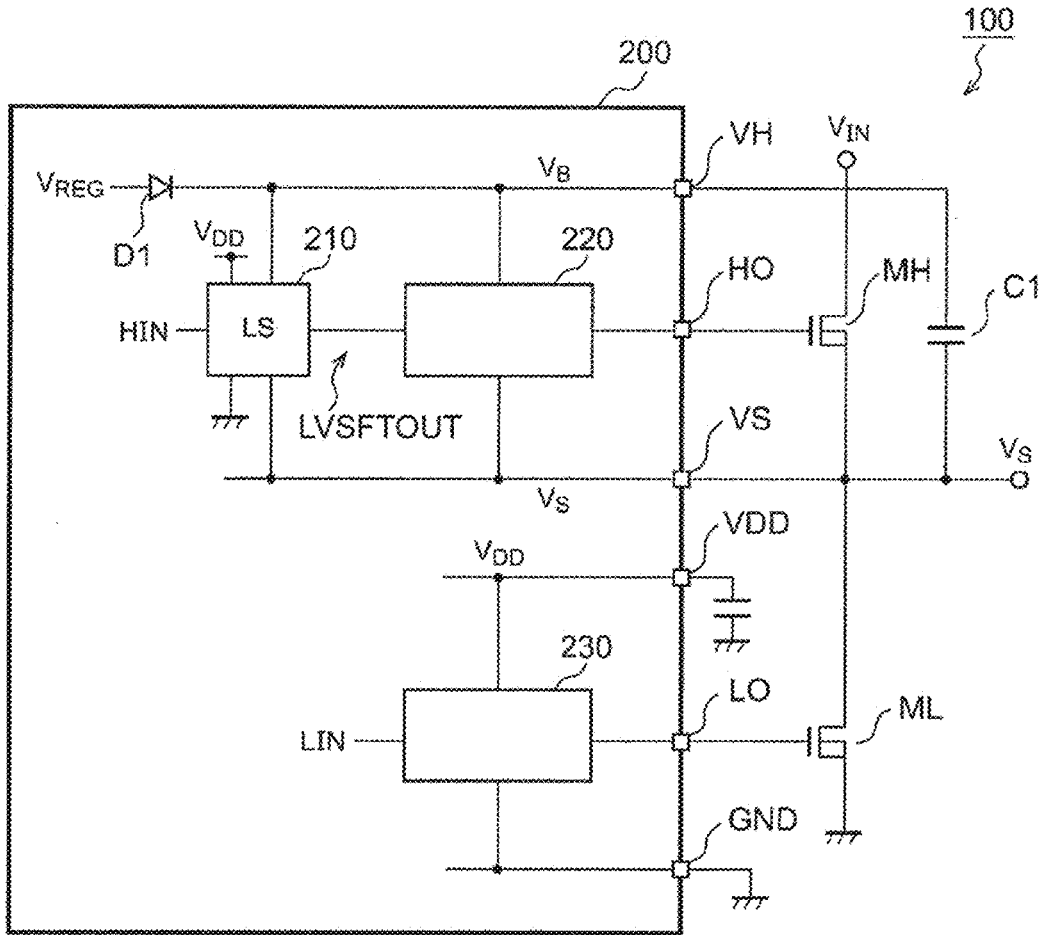 100
200
VH
VIN
VREG
VB
D1
VDD
210
220
HO
MH
C1
HIN
LS
LVSFTOUT
VS
VS
VS
VDD
VDD
230
LO
ML
LIN
GND